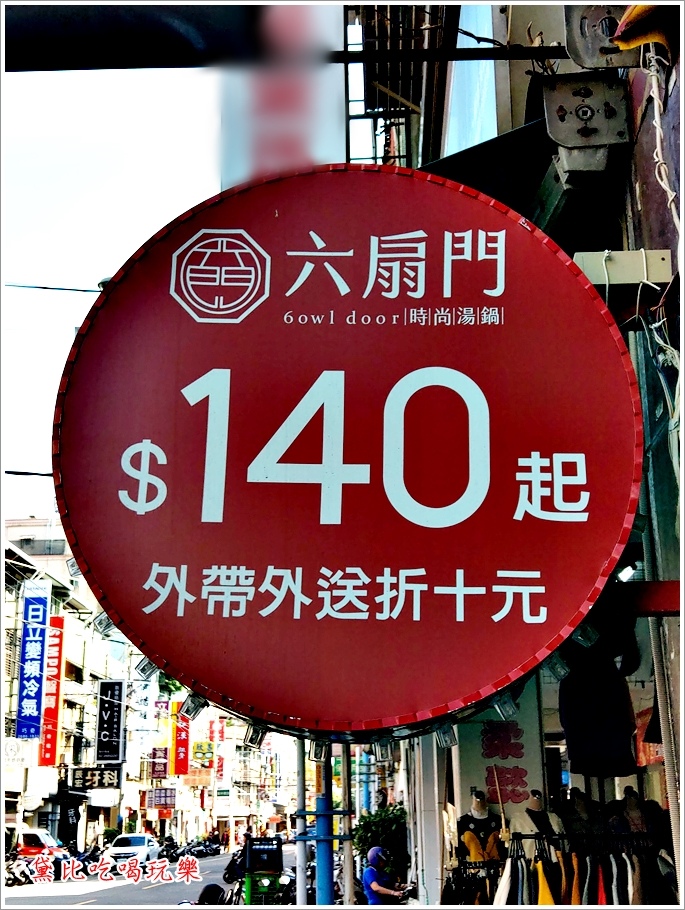 六扇門
6owl door 時尚湯鍋
$140起
外帶外送折十元
日立變頻冷氣
SAMPO
J.V.C
牙科
黛比吃喝玩樂